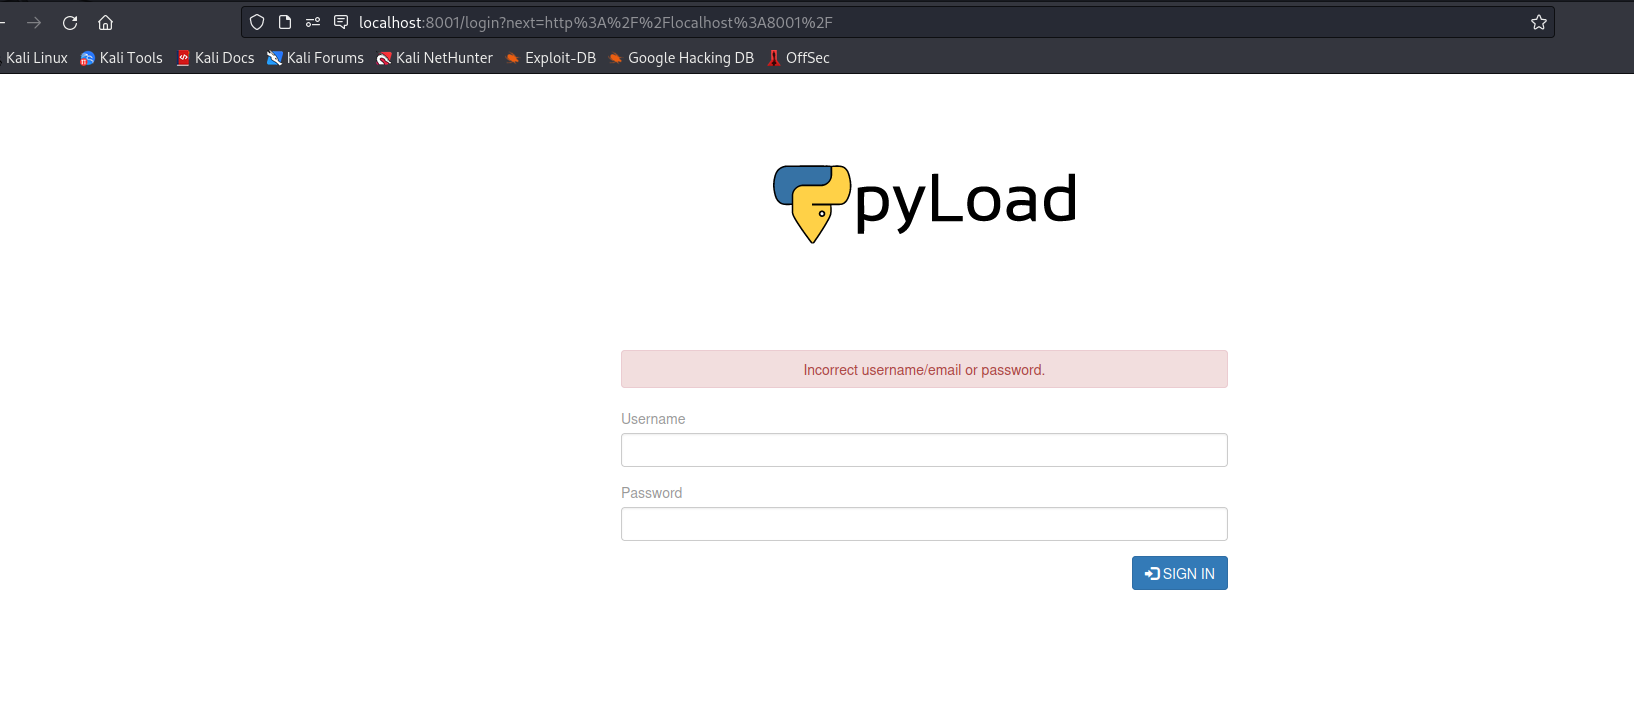 localhost:8001/login?next=http%3A%2F%2Flocalhost%3A8001%2F
Kali Linux Kali Tools Kali Docs Kali Forums Kali NetHunter Exploit-DB Google Hacking DB OffSec
pyLoad
Incorrect username/email or password.
Username
Password
SIGN IN